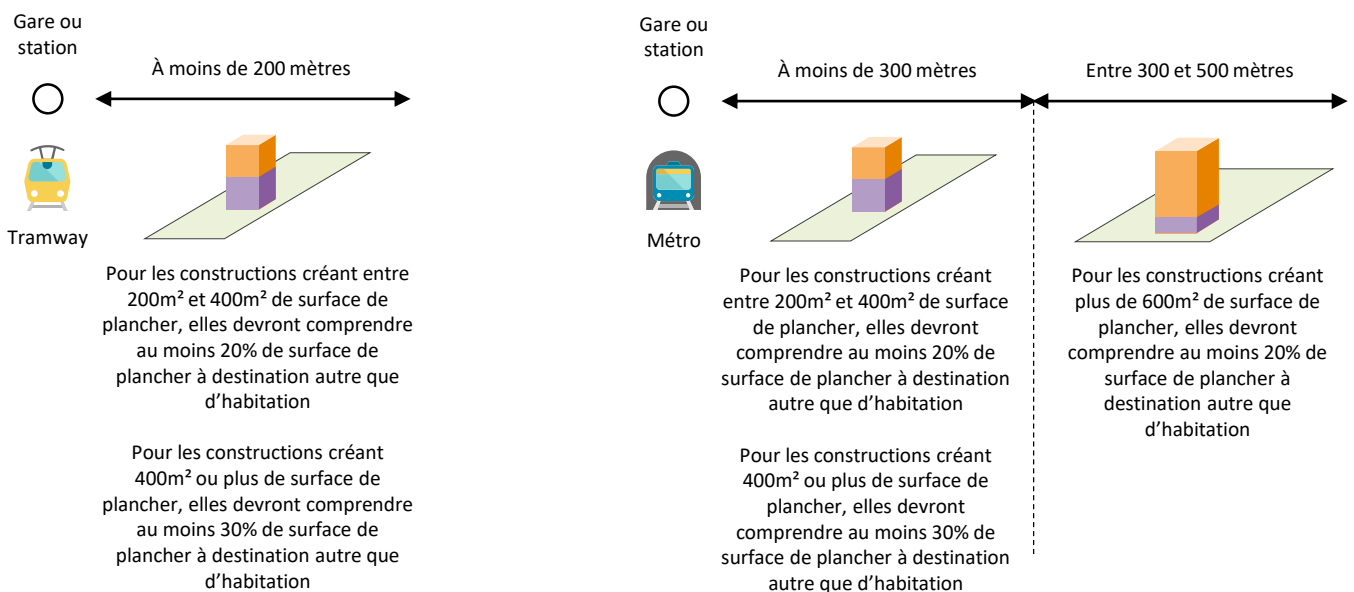 Gare ou
station
À moins de 200 mètres
Tramway
Pour les constructions créant entre
200m² et 400m² de surface de
plancher, elles devront comprendre
au moins 20% de surface de
plancher à destination autre que
d’habitation
Pour les constructions créant
400m² ou plus de surface de
plancher, elles devront comprendre
au moins 30% de surface de
plancher à destination autre que
d’habitation
Gare ou
station
À moins de 300 mètres
Entre 300 et 500 mètres
Métro
Pour les constructions créant
entre 200m² et 400m² de surface
de plancher, elles devront
comprendre au moins 20% de
surface de plancher à destination
autre que d’habitation
Pour les constructions créant
400m² ou plus de surface de
plancher, elles devront
comprendre au moins 30% de
surface de plancher à destination
autre que d’habitation
Pour les constructions créant
plus de 600m² de surface de
plancher, elles devront
comprendre au moins 20% de
surface de plancher à
destination autre que
d’habitation